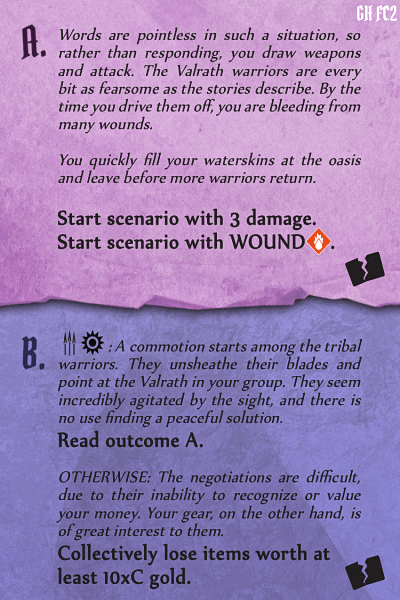 GH FC2
A. Words are pointless in such a situation, so
rather than responding, you draw weapons
and attack. The Valrath warriors are every
bit as fearsome as the stories describe. By the
time you drive them off, you are bleeding from
many wounds.
You quickly fill your waterskins at the oasis
and leave before more warriors return.
Start scenario with 3 damage.
Start scenario with WOUND.
B. : A commotion starts among the tribal
warriors. They unsheathe their blades and
point at the Valrath in your group. They seem
incredibly agitated by the sight, and there is
no use finding a peaceful solution.
Read outcome A.
OTHERWISE: The negotiations are difficult,
due to their inability to recognize or value
your money. Your gear, on the other hand, is
of great interest to them.
Collectively lose items worth at
least 10xC gold.